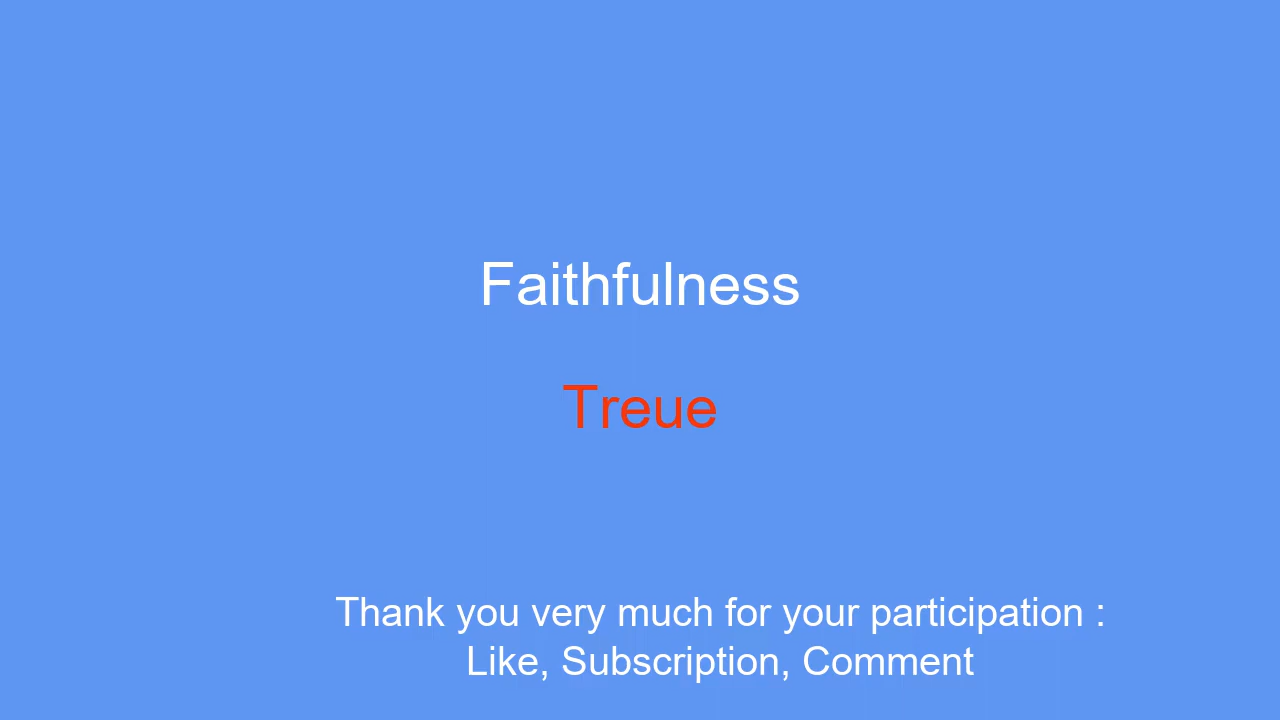 Faithfulness
Treue
Thank you very much for your participation :
Like, Subscription, Comment